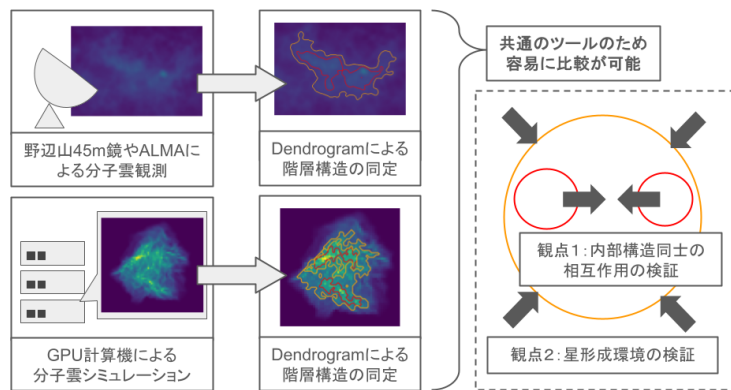 野辺山45m鏡やALMAに
よる分子雲観測
Dendrogramによる
階層構造の同定
GPU計算機による
分子雲シミュレーション
Dendrogramによる
階層構造の同定
共通のツールのため
容易に比較が可能
観点1：内部構造同士の
相互作用の検証
観点２：星形成環境の検証